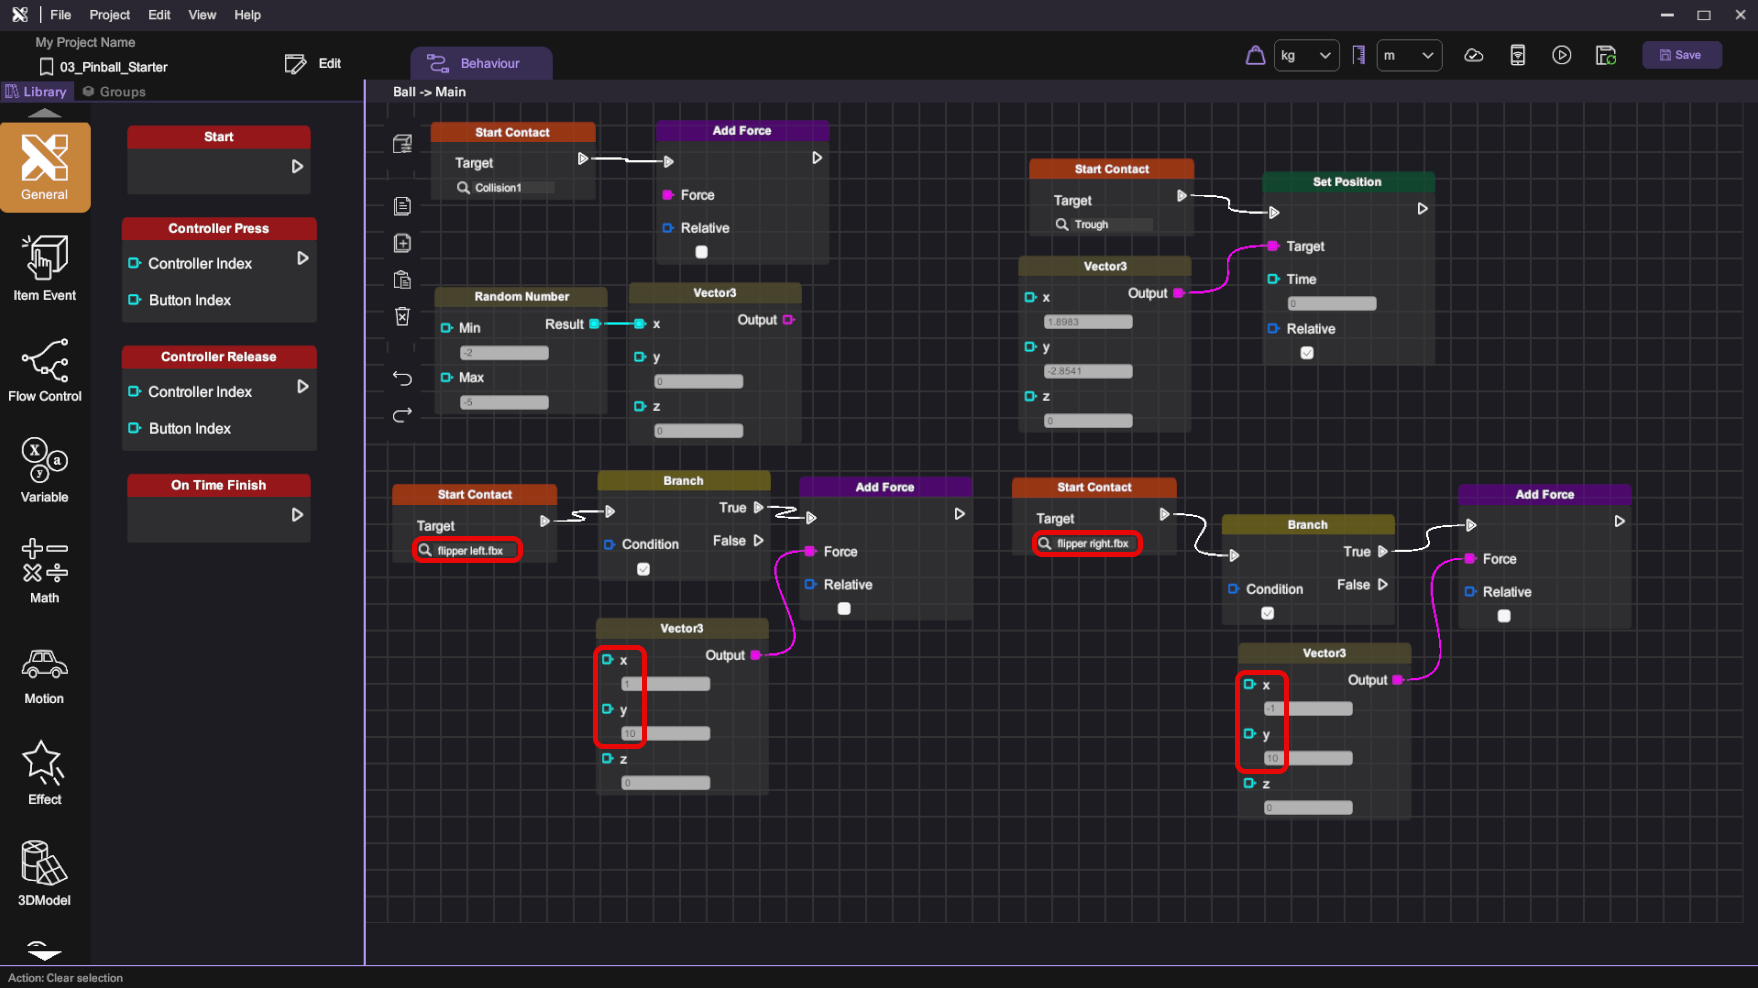 File Project Edit View Help
My Project Name
03_Pinball_Starter
Edit
Behaviour
kg
m
Save
Library Groups
Ball -> Main
General
Item Event
Flow Control
Variable
Math
Motion
Effect
3DModel
Start
Controller Press
Controller Index
Button Index
Controller Release
Controller Index
Button Index
On Time Finish
Start Contact
Target
Collision1
Add Force
Force
Relative
Random Number
Min Result
-2
Max
-5
Vector3
x Output
y
0
z
0
Start Contact
Target
Trough
Set Position
Target
Time
0
Relative
Vector3
x Output
1.8983
y
-2.8541
z
0
Start Contact
Target
flipper left.fbx
Branch
True
Condition False
Add Force
Force
Relative
Vector3
x Output
1
y
10
z
0
Start Contact
Target
flipper right.fbx
Branch
True
Condition False
Add Force
Force
Relative
Vector3
x Output
-1
y
10
z
0
Action: Clear selection